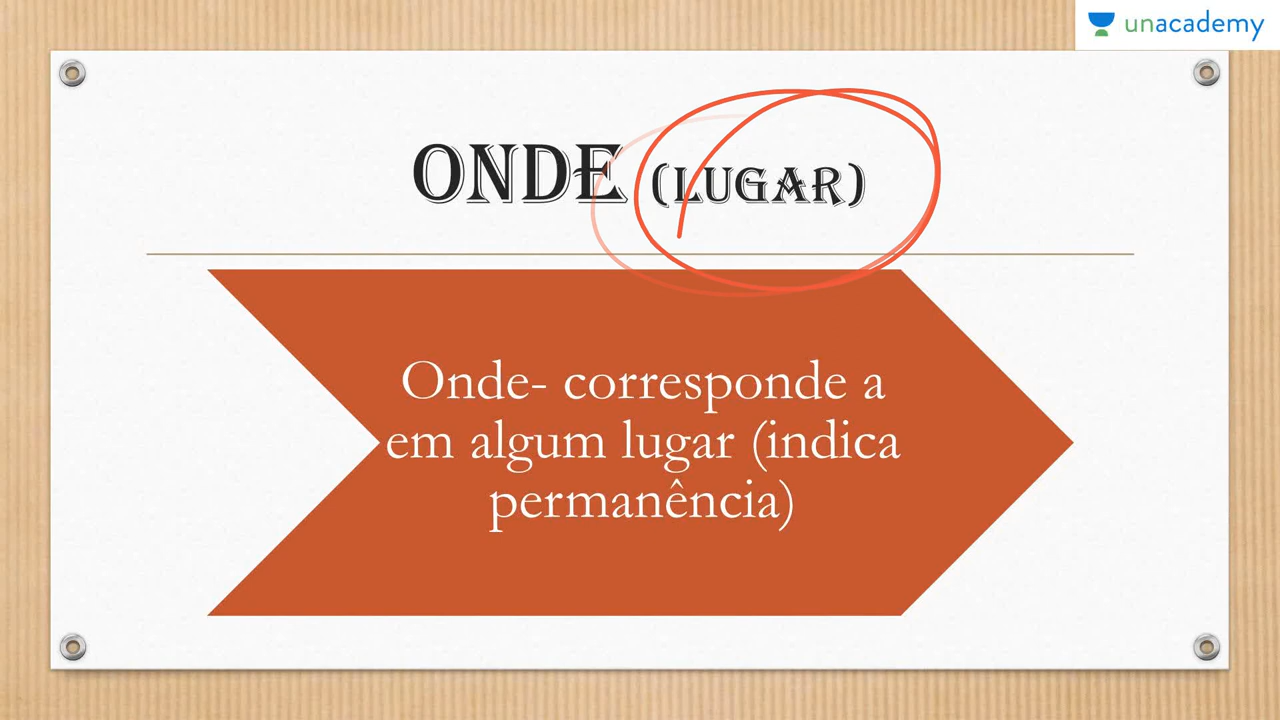 unacademy
ONDE (LUGAR)
Onde- corresponde a
em algum lugar (indica
permanência)